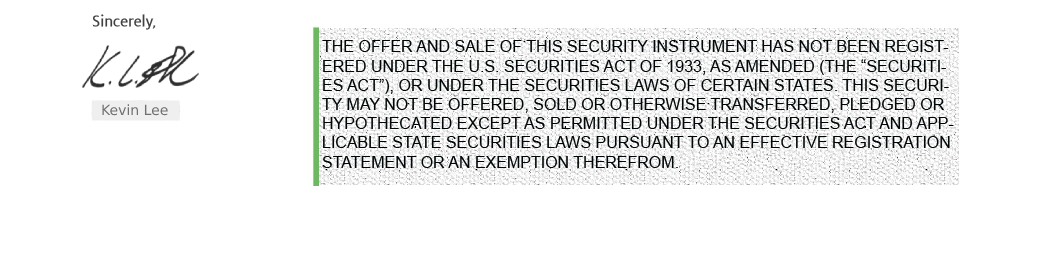 Sincerely,
Kevin Lee
THE OFFER AND SALE OF THIS SECURITY INSTRUMENT HAS NOT BEEN REGIST-
ERED UNDER THE U.S. SECURITIES ACT OF 1933, AS AMENDED (THE “SECURITI-
ES ACT”), OR UNDER THE SECURITIES LAWS OF CERTAIN STATES. THIS SECURI-
TY MAY NOT BE OFFERED, SOLD OR OTHERWISE TRANSFERRED, PLEDGED OR
HYPOTHECATED EXCEPT AS PERMITTED UNDER THE SECURITIES ACT AND APP-
LICABLE STATE SECURITIES LAWS PURSUANT TO AN EFFECTIVE REGISTRATION
STATEMENT OR AN EXEMPTION THEREFROM.